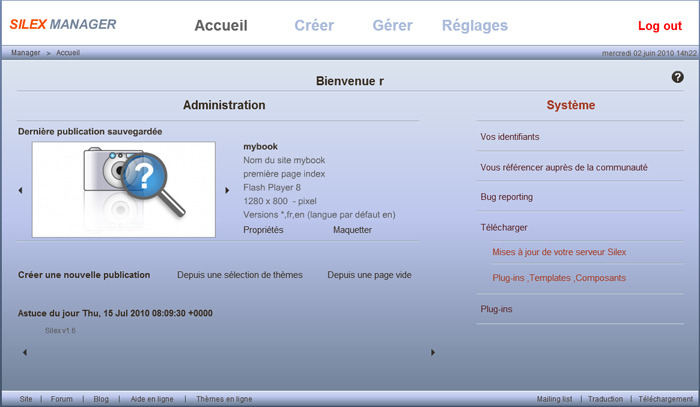 SILEX MANAGER
Accueil Créer Gérer Réglages Log out
Manager > Accueil mercredi 02 juin 2010 14h22
Bienvenue r ?
Administration
Dernière publication sauvegardée
?
mybook
Nom du site mybook
première page index
Flash Player 8
1280 x 800 - pixel
Versions *,fr,en (langue par défaut en)
Propriétés Maquetter
Créer une nouvelle publication Depuis une sélection de thèmes Depuis une page vide
Astuce du jour Thu, 15 Jul 2010 08:09:30 +0000
Silex v1.6
Système
Vos identifiants
Vous référencer auprès de la communauté
Bug reporting
Télécharger
Mises à jour de votre serveur Silex
Plug-ins ,Templates ,Composants
Plug-ins
Site | Forum | Blog | Aide en ligne | Thèmes en ligne Mailing list | Traduction | Téléchargement